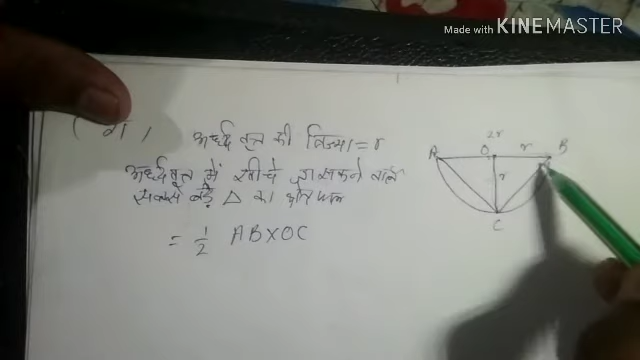 Made with KINEMASTER
(ग) अर्धवृत्त की त्रिज्या = r
अर्धवृत्त में खींचे जा सकने वाले
सबसे बड़े Δ का क्षेत्रफल
= 1/2 AB×OC
2r
A O r B
r
C